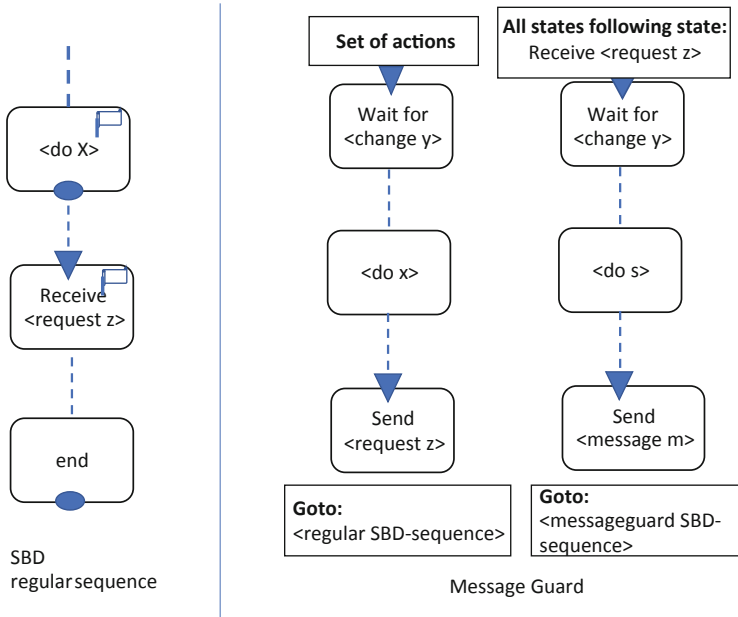 <do X>
Receive
<request z>
end
SBD
regular sequence
Set of actions
Wait for
<change y>
<do x>
Send
<request z>
Goto:
<regular SBD-sequence>
All states following state:
Receive <request z>
Wait for
<change y>
<do s>
Send
<message m>
Goto:
<messageguard SBD-
sequence>
Message Guard